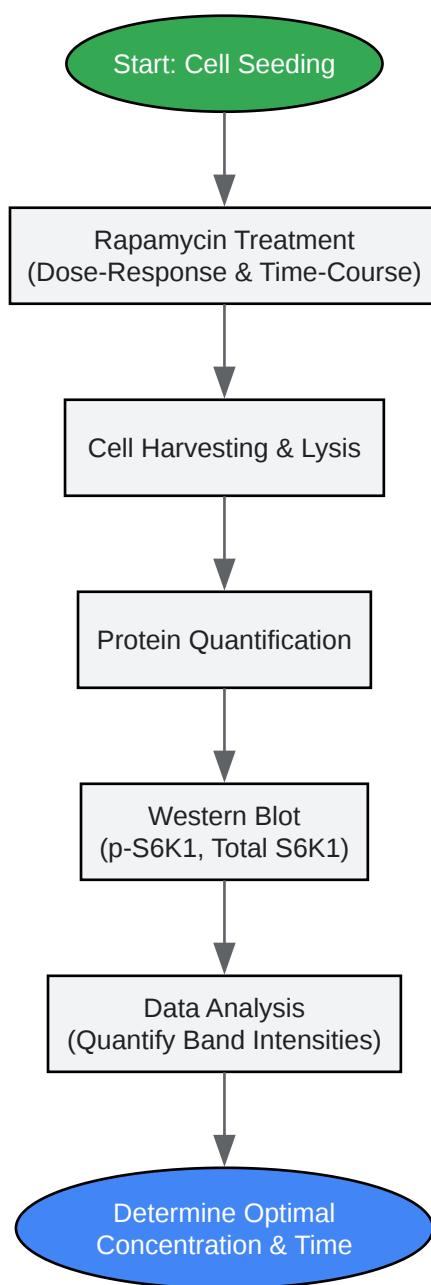 Start: Cell Seeding
Rapamycin Treatment
(Dose-Response & Time-Course)
Cell Harvesting & Lysis
Protein Quantification
Western Blot
(p-S6K1, Total S6K1)
Data Analysis
(Quantify Band Intensities)
Determine Optimal
Concentration & Time